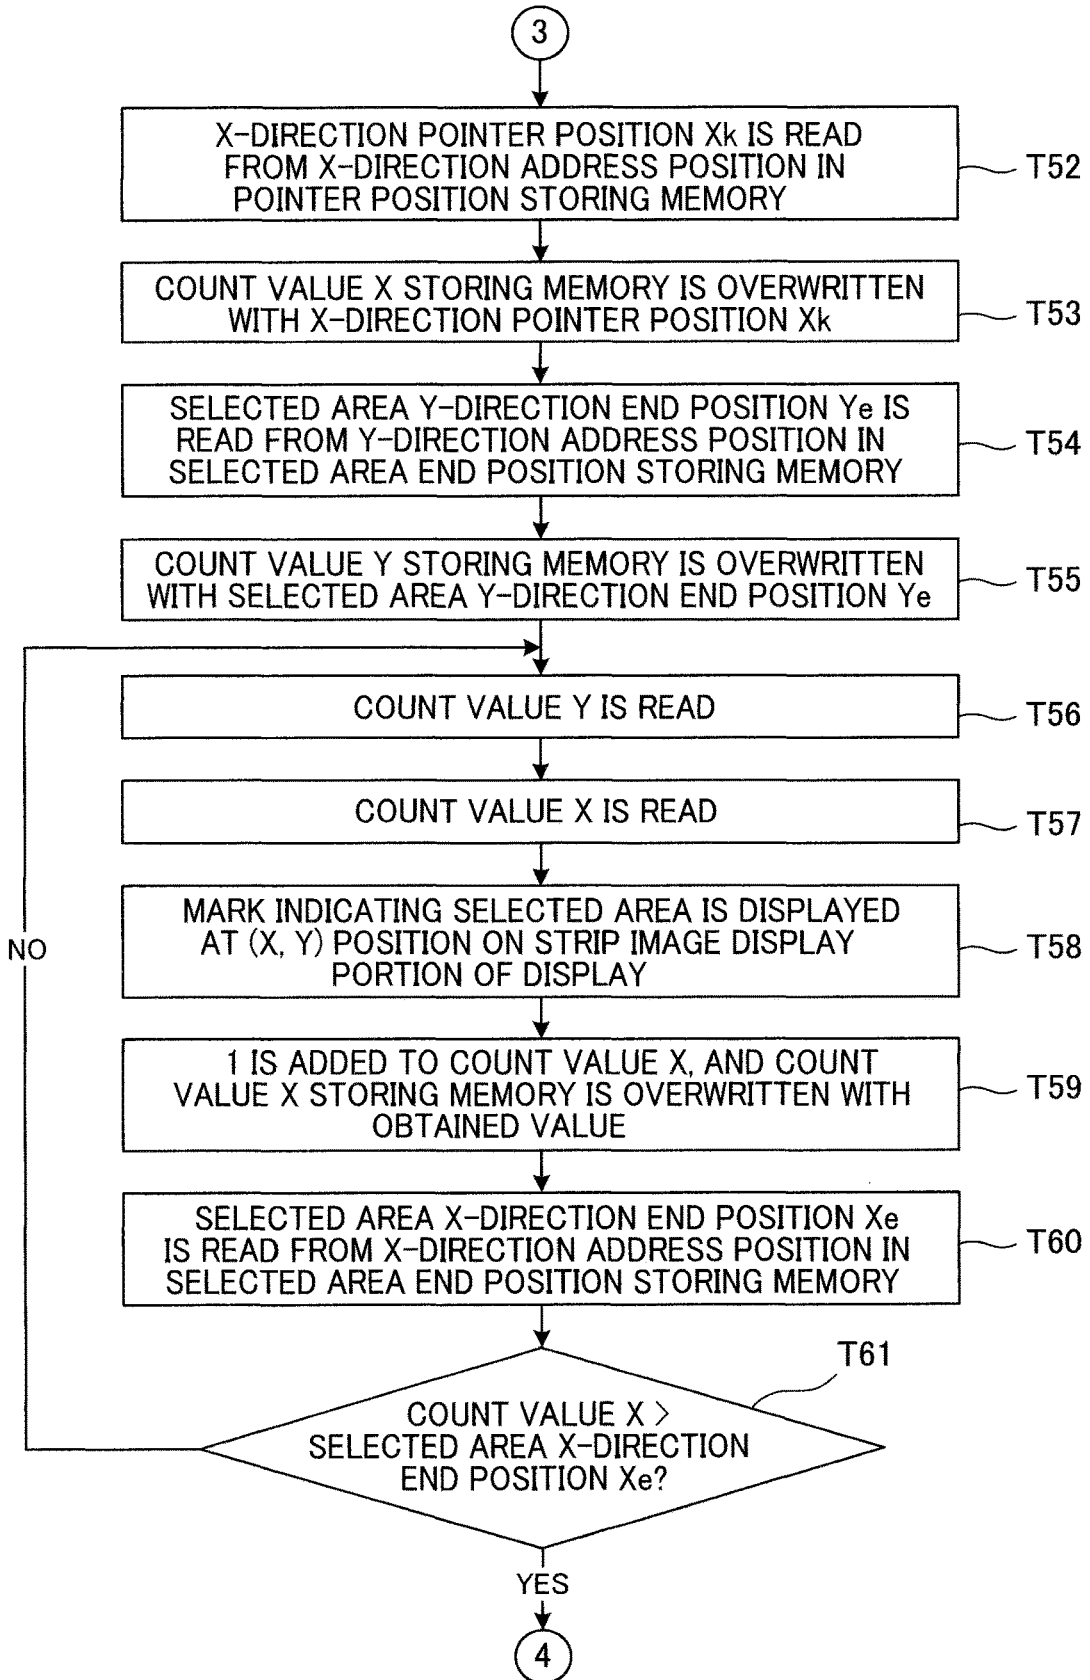 3
X-DIRECTION POINTER POSITION Xk IS READ
FROM X-DIRECTION ADDRESS POSITION IN
POINTER POSITION STORING MEMORY
T52
COUNT VALUE X STORING MEMORY IS OVERWRITTEN
WITH X-DIRECTION POINTER POSITION Xk
T53
SELECTED AREA Y-DIRECTION END POSITION Ye IS
READ FROM Y-DIRECTION ADDRESS POSITION IN
SELECTED AREA END POSITION STORING MEMORY
T54
COUNT VALUE Y STORING MEMORY IS OVERWRITTEN
WITH SELECTED AREA Y-DIRECTION END POSITION Ye
T55
COUNT VALUE Y IS READ
T56
COUNT VALUE X IS READ
T57
MARK INDICATING SELECTED AREA IS DISPLAYED
AT (X, Y) POSITION ON STRIP IMAGE DISPLAY
PORTION OF DISPLAY
T58
NO
1 IS ADDED TO COUNT VALUE X, AND COUNT
VALUE X STORING MEMORY IS OVERWRITTEN WITH
OBTAINED VALUE
T59
SELECTED AREA X-DIRECTION END POSITION Xe
IS READ FROM X-DIRECTION ADDRESS POSITION IN
SELECTED AREA END POSITION STORING MEMORY
T60
T61
COUNT VALUE X >
SELECTED AREA X-DIRECTION
END POSITION Xe?
YES
4